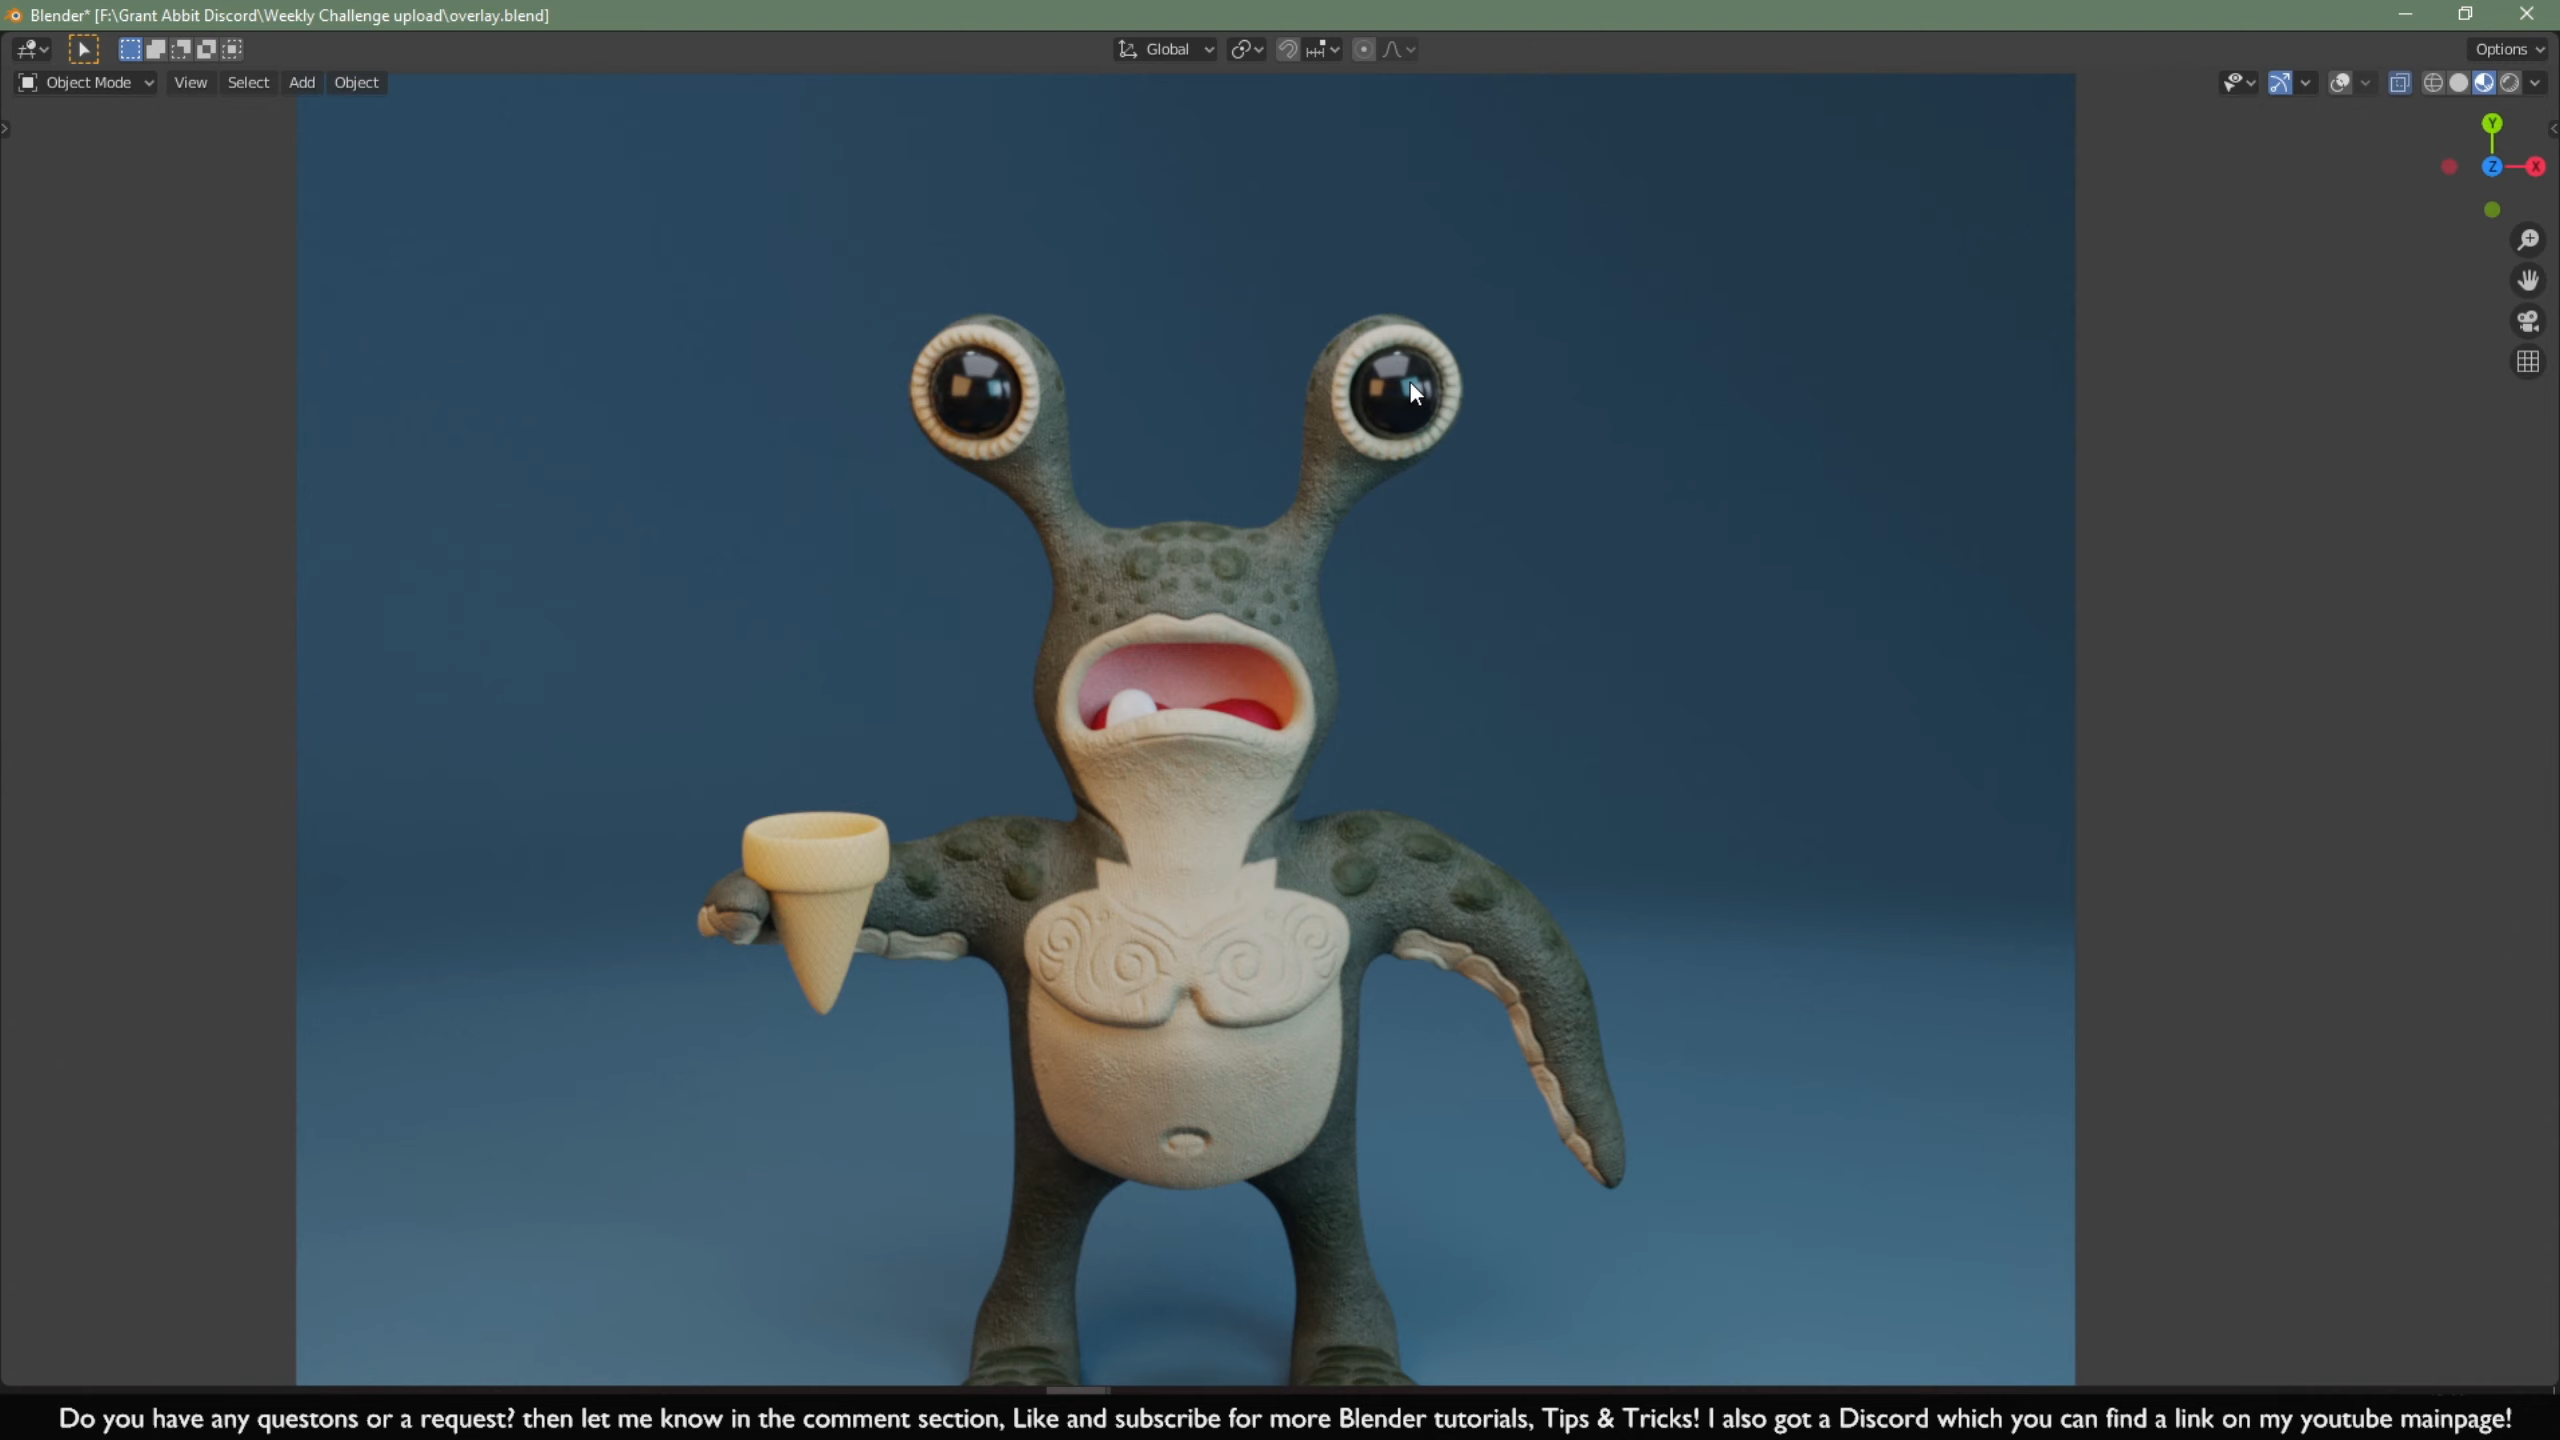 Blender* [F:\Grant Abbit Discord\Weekly Challenge upload\overlay.blend]
Global
Options
Object Mode View Select Add Object
Y
Z X
Do you have any questons or a request? then let me know in the comment section, Like and subscribe for more Blender tutorials, Tips & Tricks! I also got a Discord which you can find a link on my youtube mainpage!